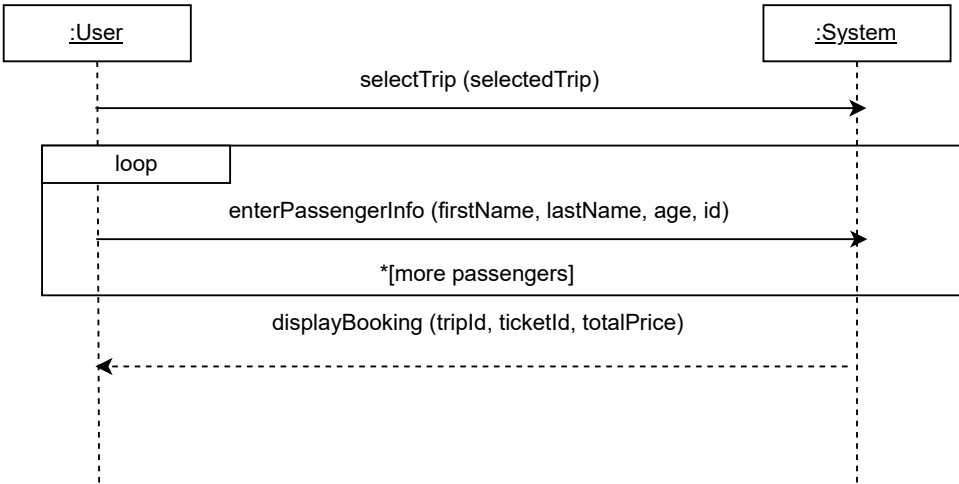 :User
:System
selectTrip (selectedTrip)
loop
enterPassengerInfo (firstName, lastName, age, id)
*[more passengers]
displayBooking (tripId, ticketId, totalPrice)